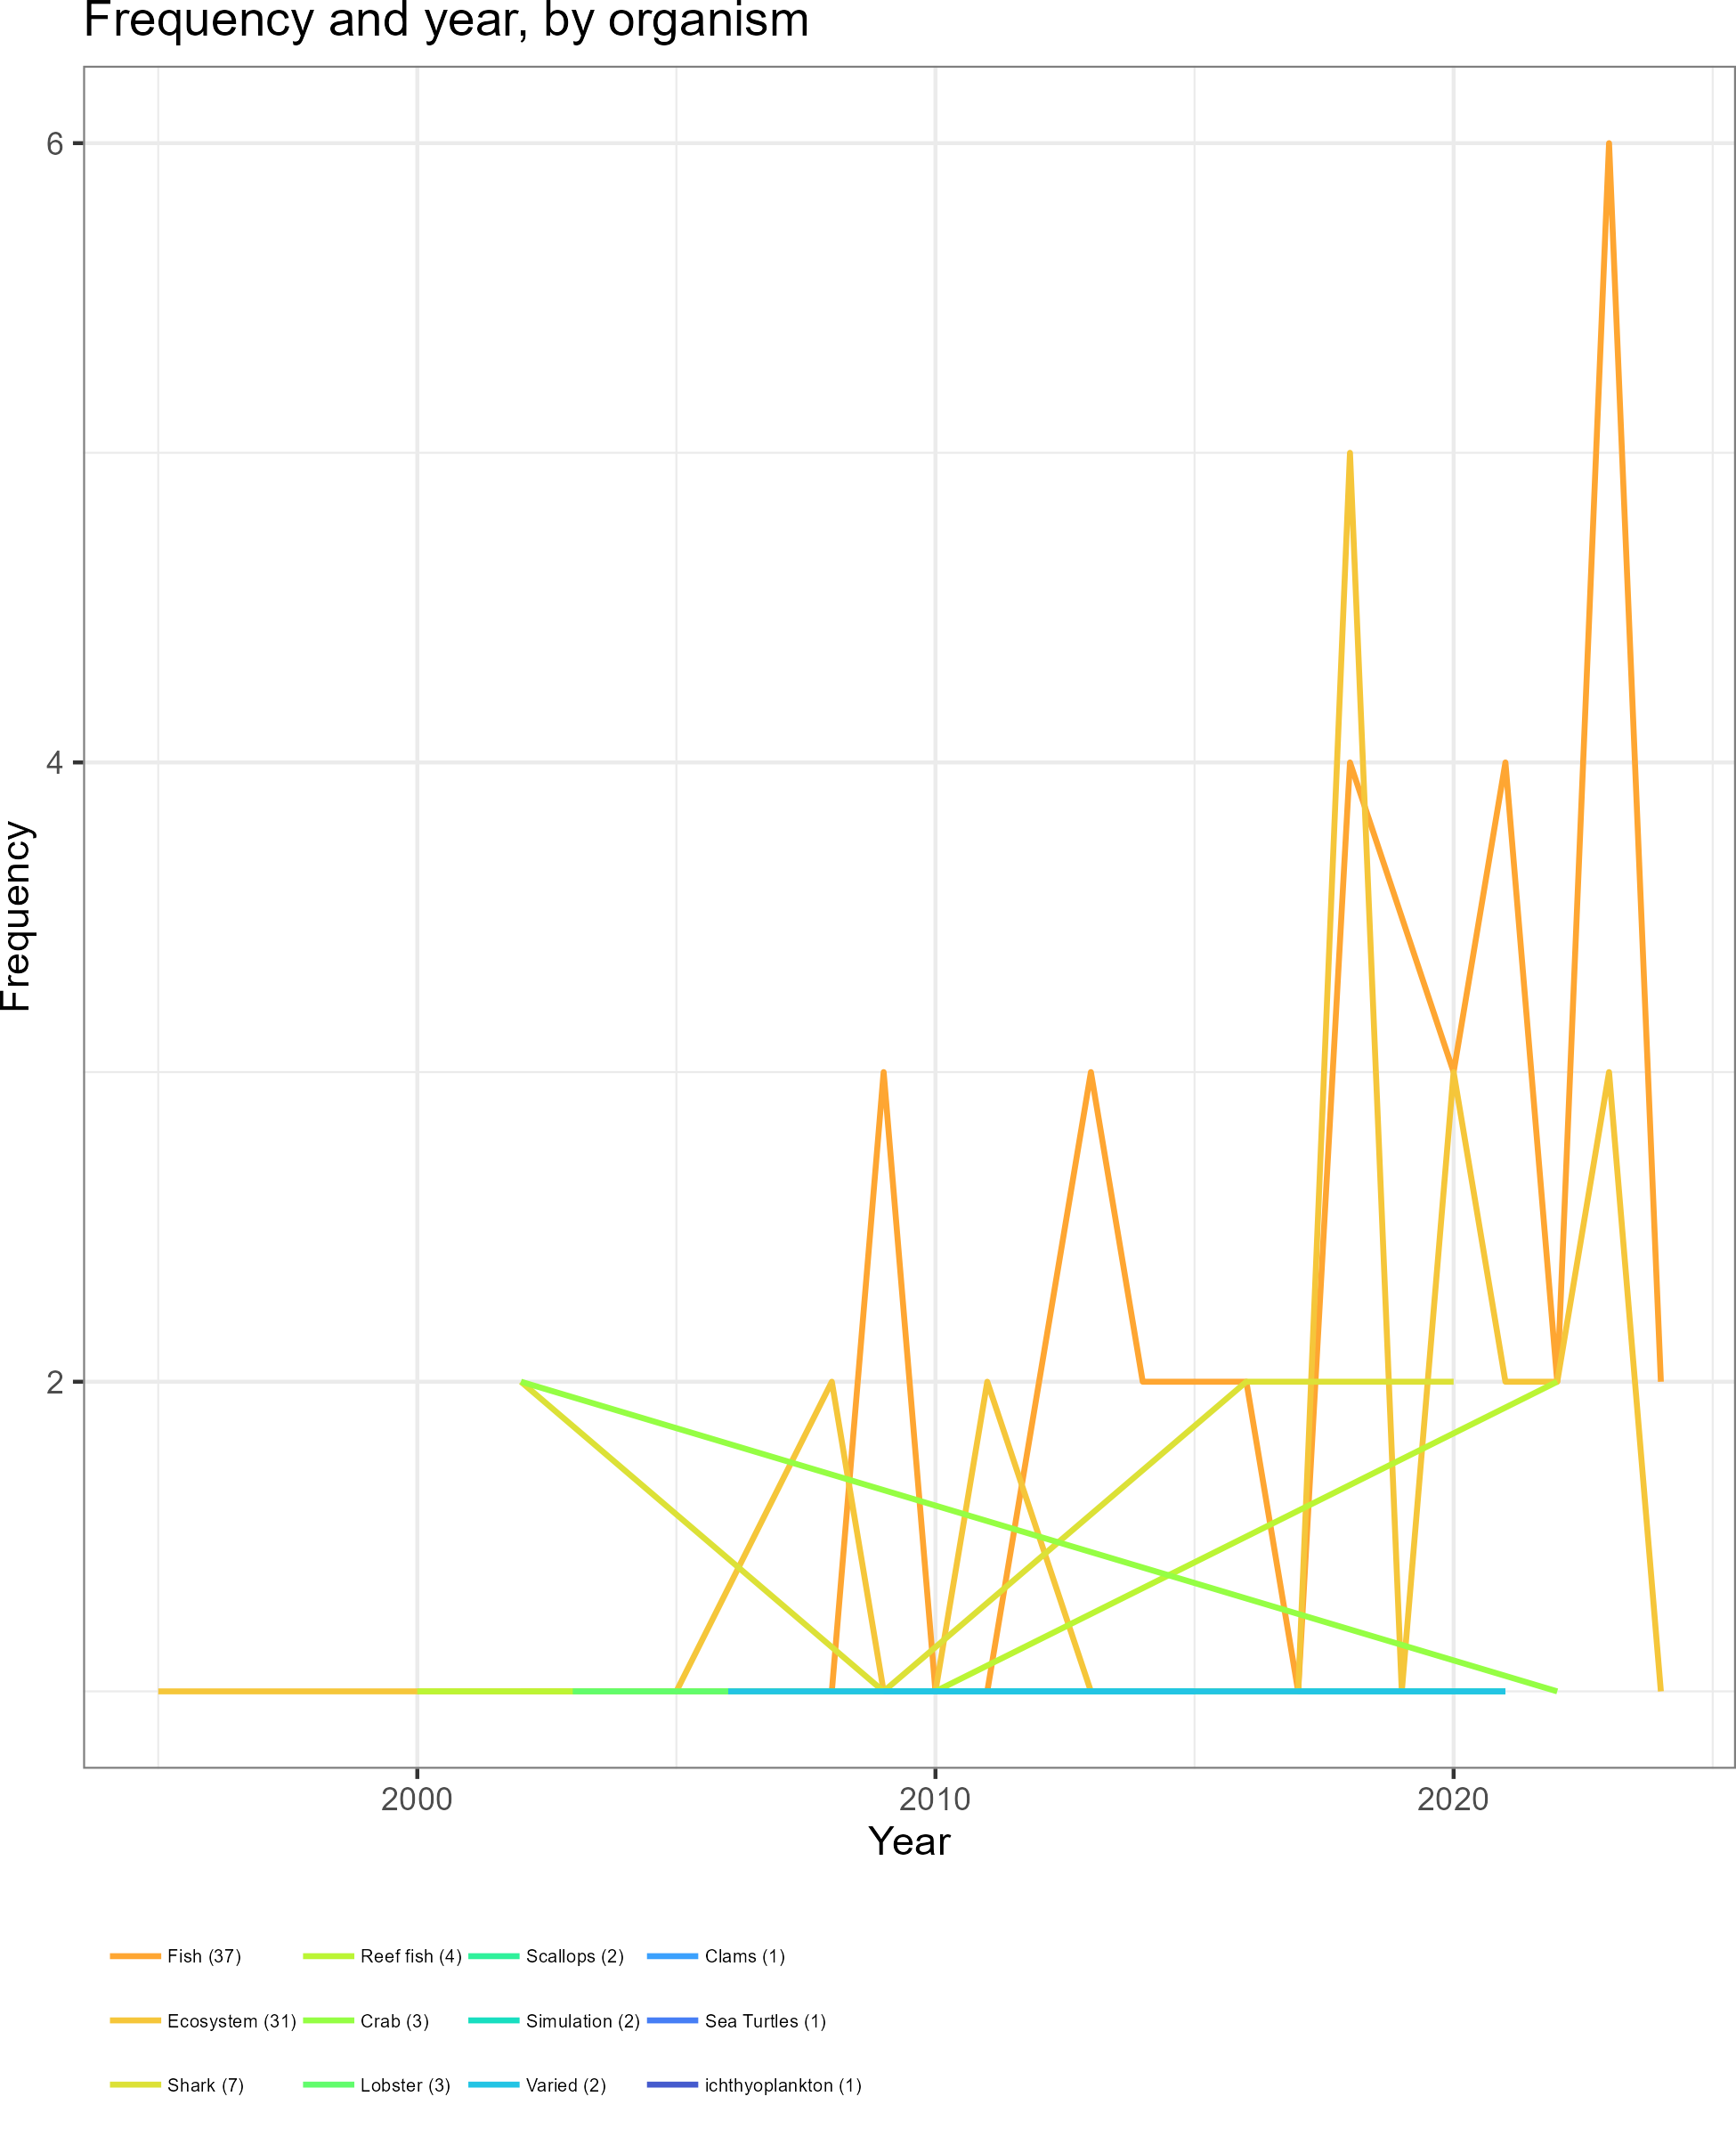 Frequency and year, by organism
6
4
2
Frequency
2000 2010 2020
Year
Fish (37) Reef fish (4) Scallops (2) Clams (1)
Ecosystem (31) Crab (3) Simulation (2) Sea Turtles (1)
Shark (7) Lobster (3) Varied (2) ichthyoplankton (1)